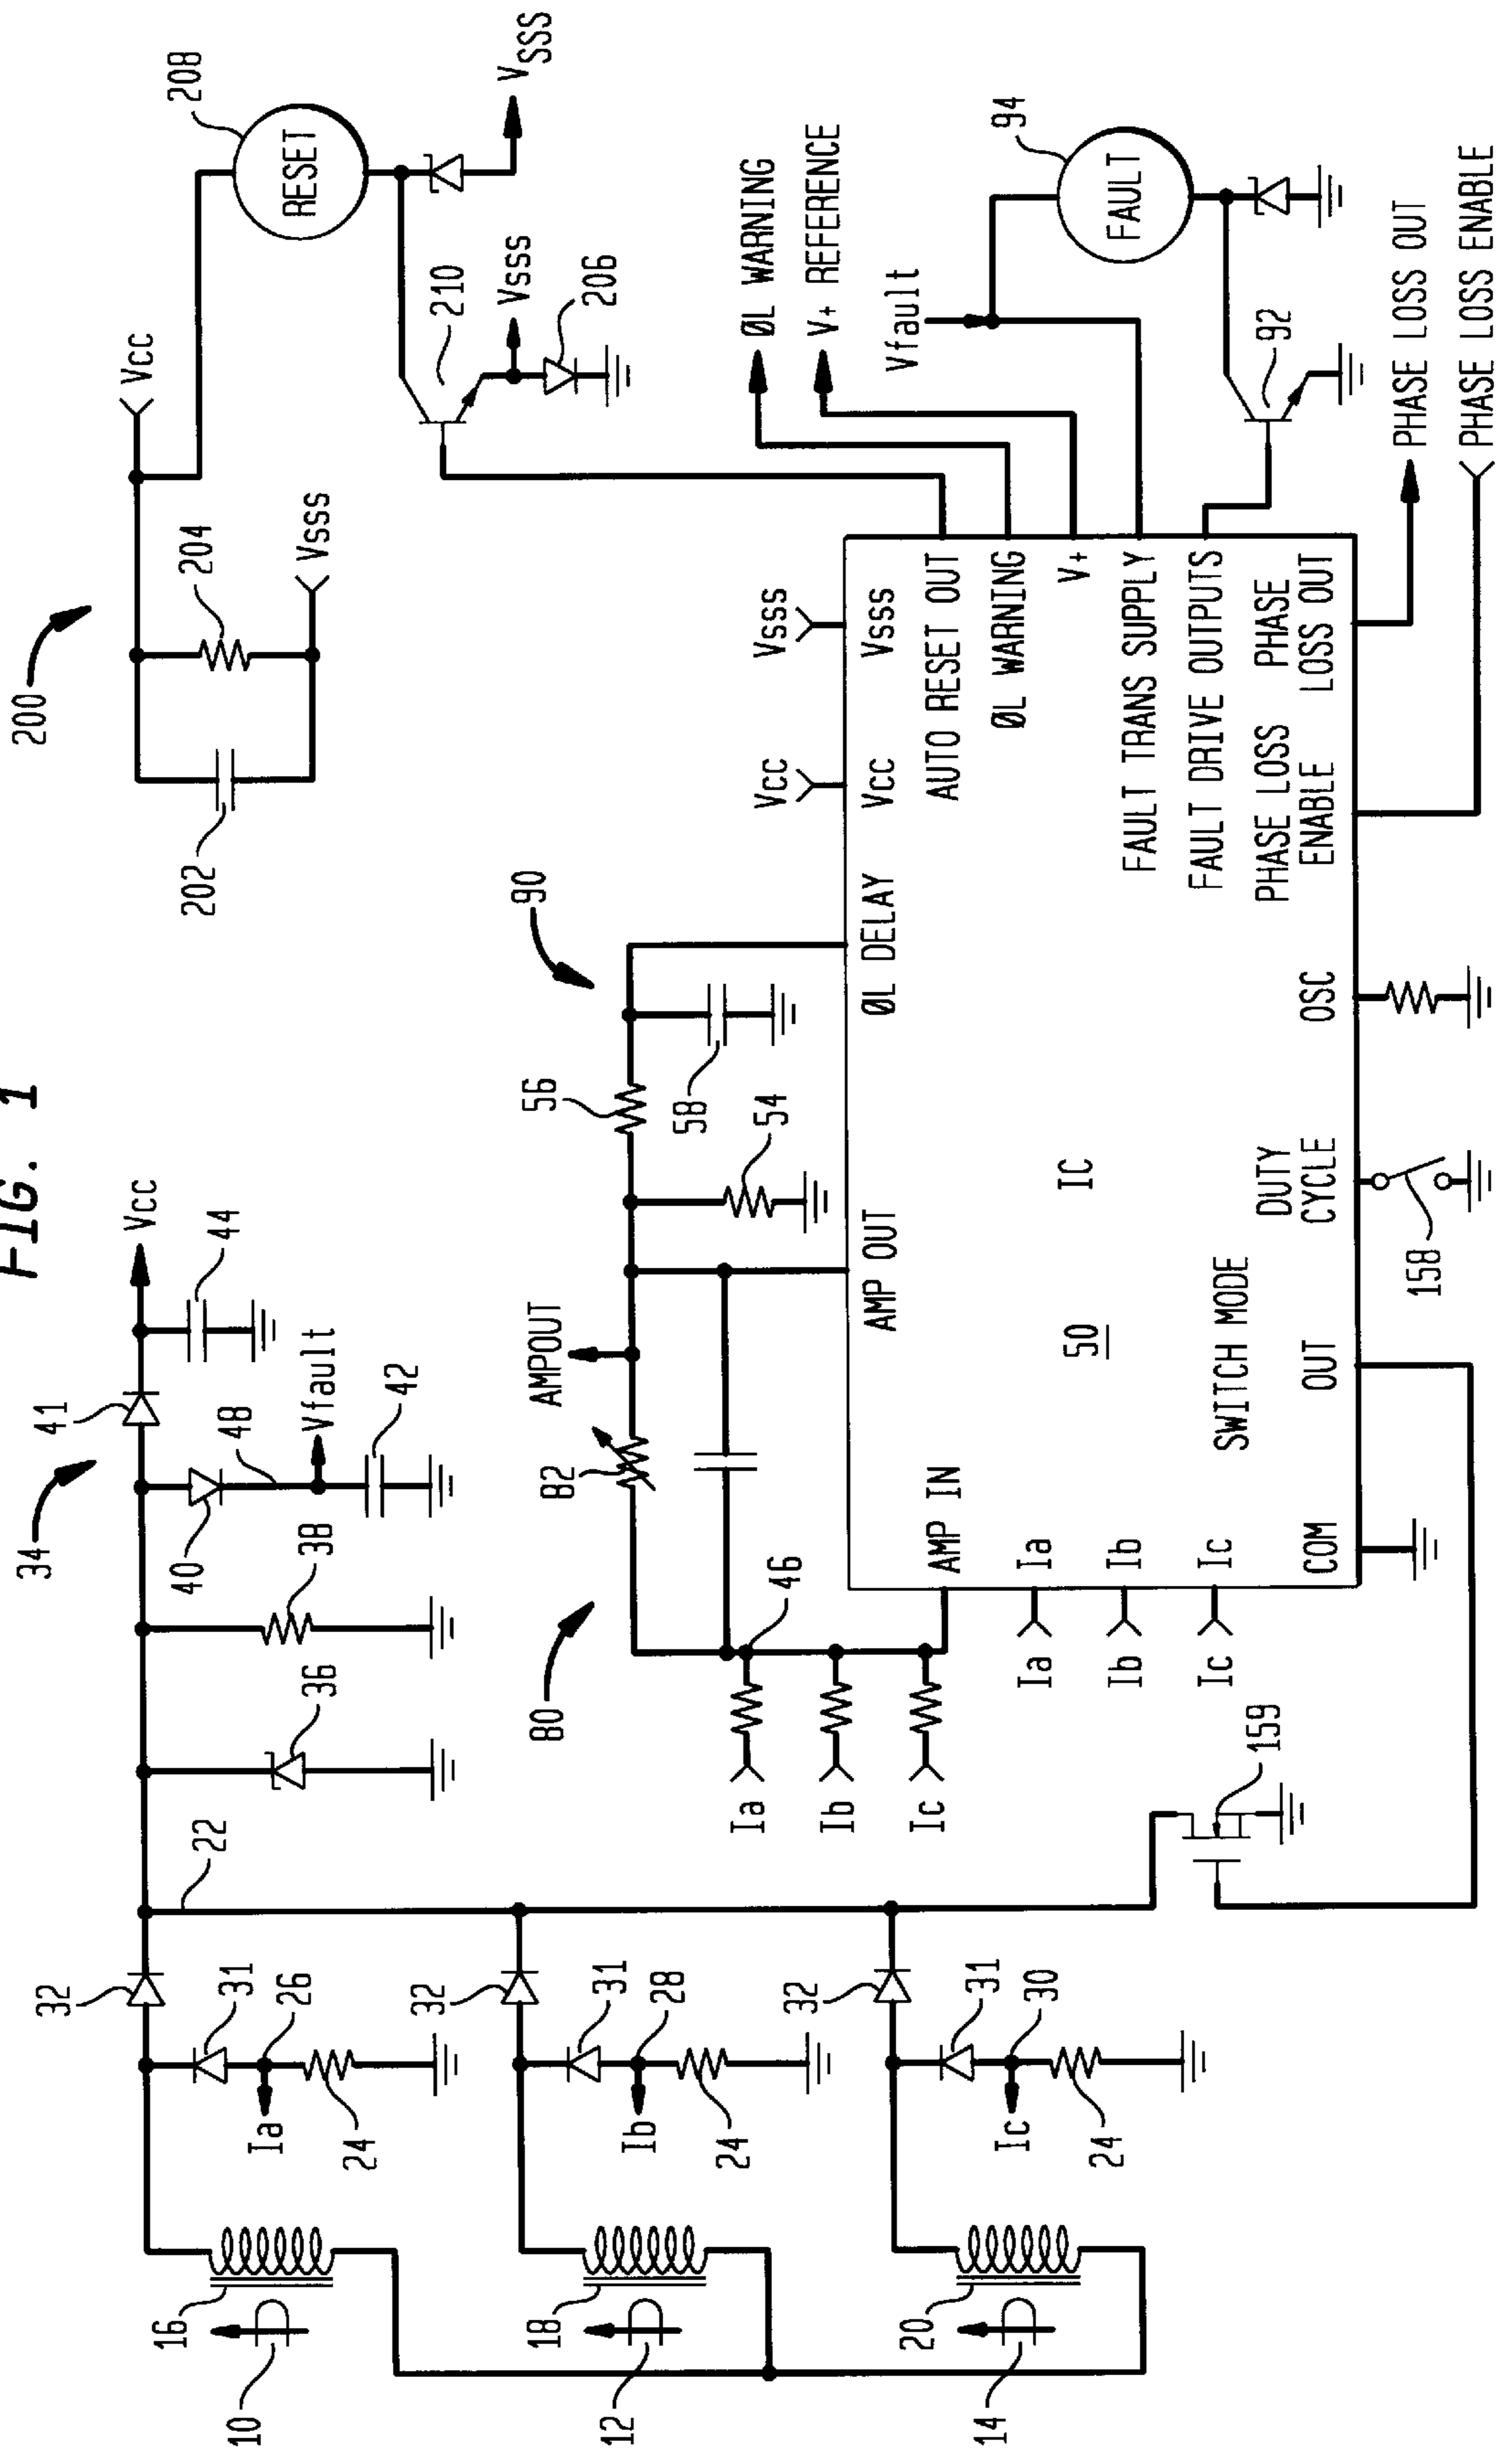 FIG. 1
200
202
204
Vcc
Vsss
208
RESET
VSSS
210
Vsss
206
34
41
Vcc
44
40
48
Vfault
42
38
36
22
32
31
26
Ia
24
16
10
32
31
28
Ib
24
18
12
32
31
30
Ic
24
20
14
80
82
AMPOUT
46
Ia
Ib
Ic
56
58
54
90
AMP IN
AMP OUT
ØL DELAY
Vcc
Vcc
Vsss
Vsss
Ia
Ia
Ib
Ib
Ic
Ic
IC
50
AUTO RESET OUT
ØL WARNING
V+
FAULT TRANS SUPPLY
FAULT DRIVE OUTPUTS
COM
SWITCH MODE
OUT
DUTY
CYCLE
OSC
PHASE LOSS
ENABLE
PHASE
LOSS OUT
ØL WARNING
V+ REFERENCE
Vfault
94
FAULT
92
PHASE LOSS OUT
PHASE LOSS ENABLE
158
159